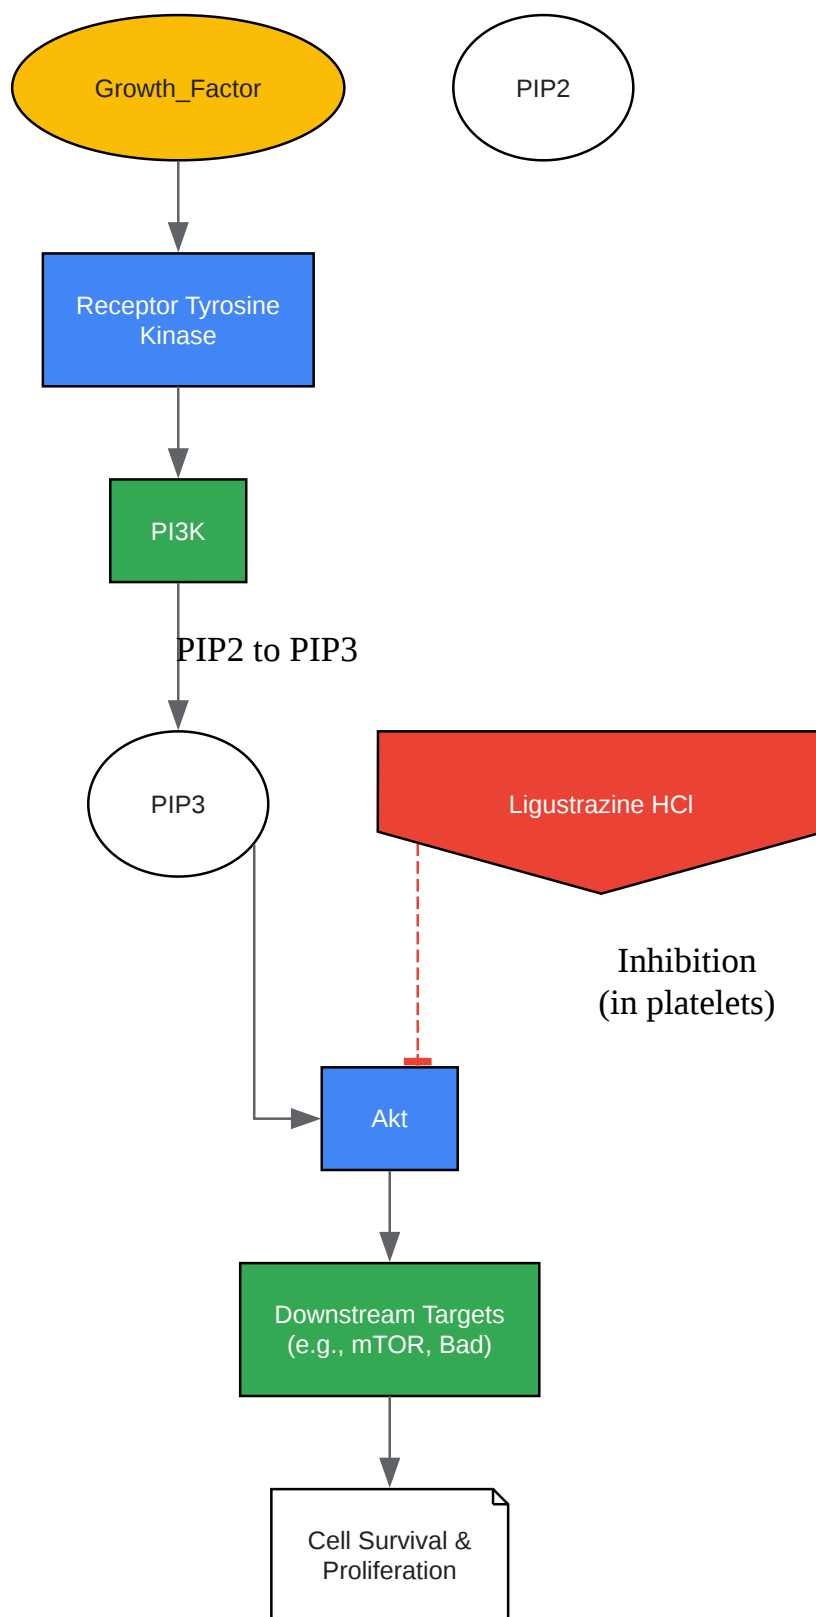 Growth_Factor
PIP2
Receptor Tyrosine
Kinase
PI3K
PIP2 to PIP3
PIP3
Ligustrazine HCl
Inhibition
(in platelets)
Akt
Downstream Targets
(e.g., mTOR, Bad)
Cell Survival &
Proliferation